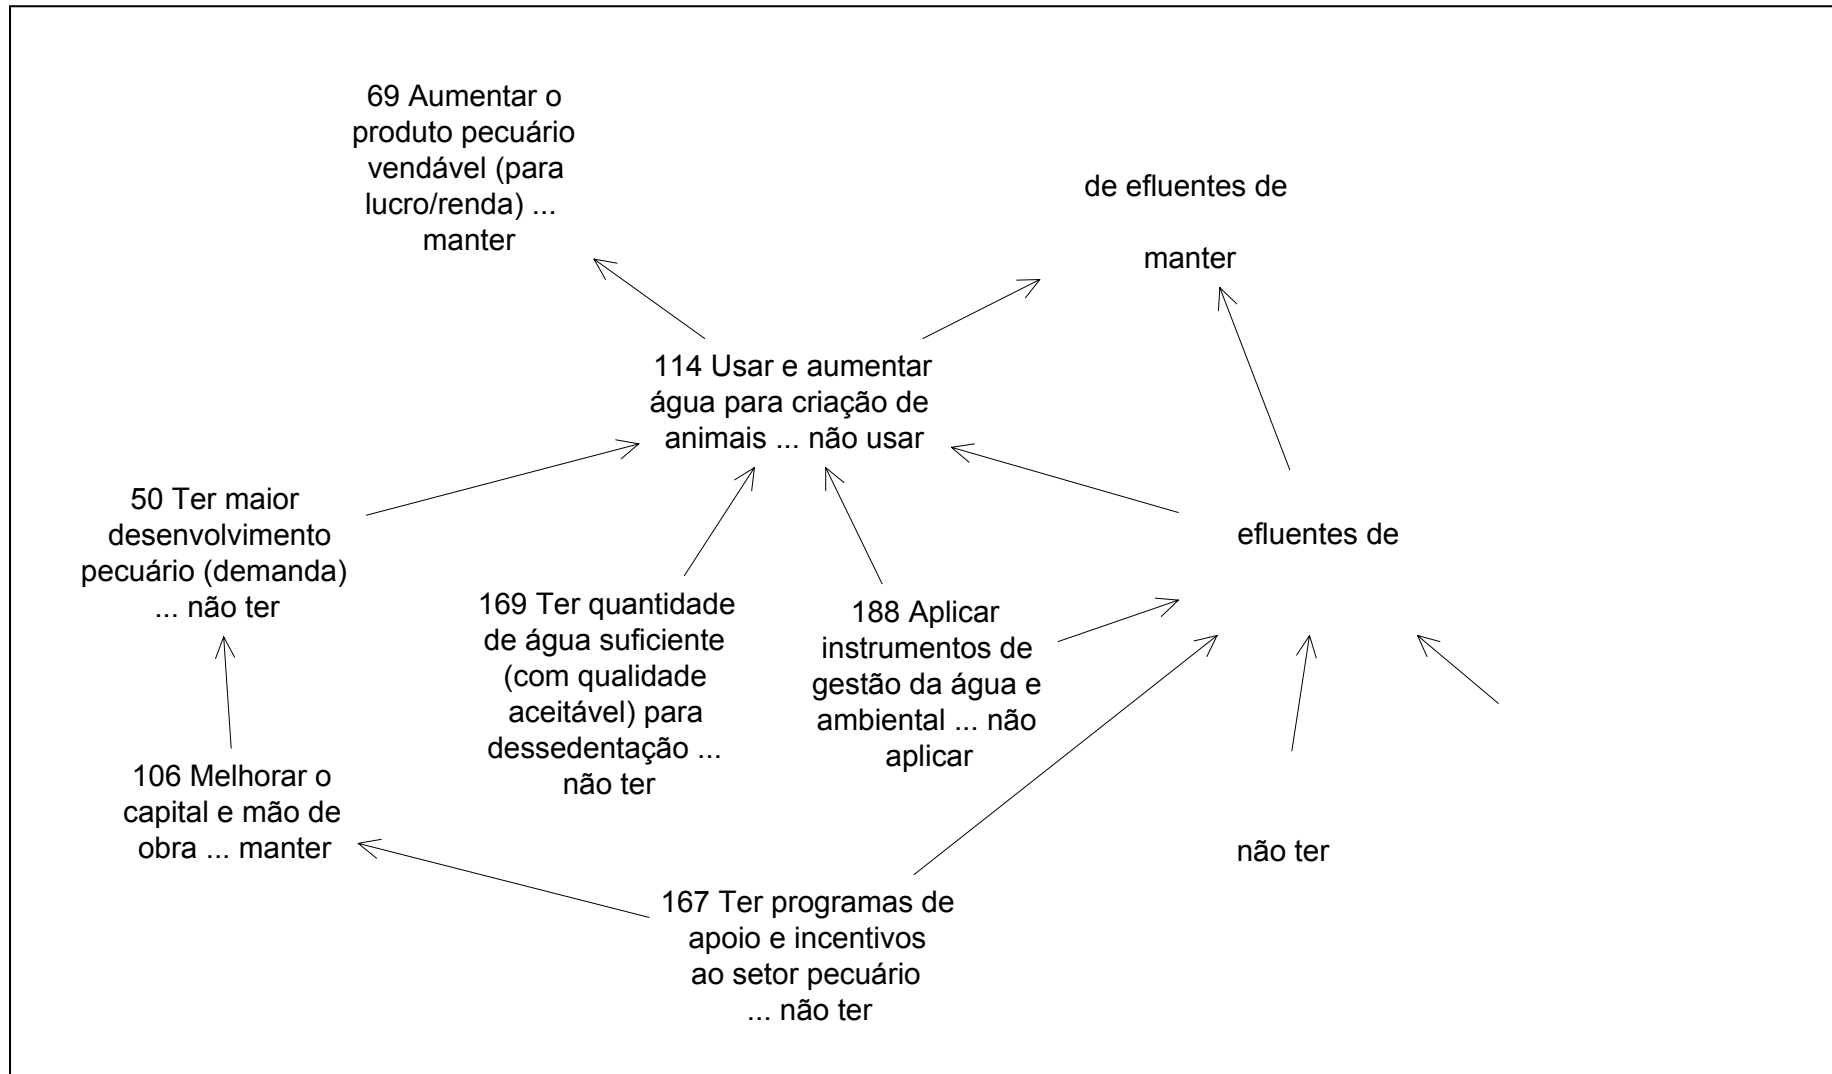 69 Aumentar o
produto pecuário
vendável (para
lucro/renda) ...
manter
de efluentes de
manter
114 Usar e aumentar
água para criação de
animais ... não usar
50 Ter maior
desenvolvimento
pecuário (demanda)
... não ter
efluentes de
169 Ter quantidade
de água suficiente
(com qualidade
aceitável) para
dessedentação ...
não ter
188 Aplicar
instrumentos de
gestão da água e
ambiental ... não
aplicar
106 Melhorar o
capital e mão de
obra ... manter
não ter
167 Ter programas de
apoio e incentivos
ao setor pecuário
... não ter